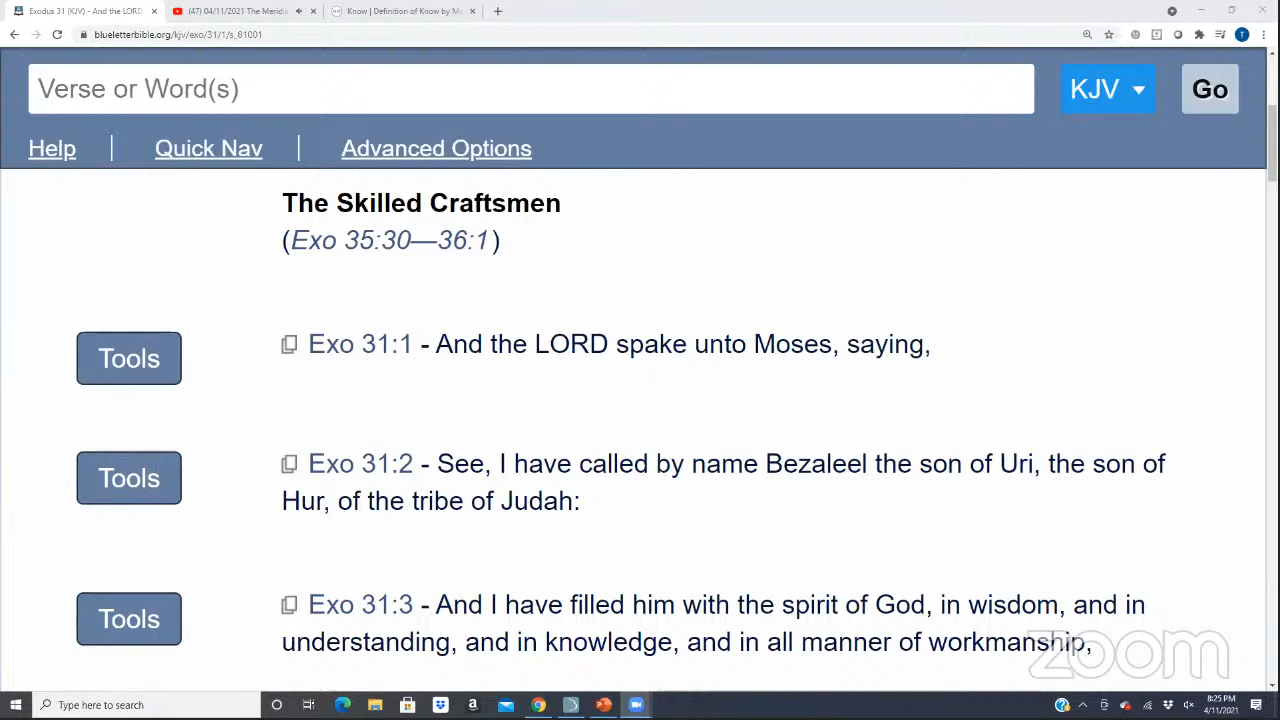 Exodus 31 (KJV) - And the LORD
(47) 04/11/2021 The Meridia
Know | Definition of Know by Me
blueletterbible.org/kjv/exo/31/1/s_81001
T
Verse or Word(s)
KJV
Go
Help
Quick Nav
Advanced Options
The Skilled Craftsmen
(Exo 35:30—36:1)
Tools
Exo 31:1 - And the LORD spake unto Moses, saying,
Tools
Exo 31:2 - See, I have called by name Bezaleel the son of Uri, the son of
Hur, of the tribe of Judah:
Tools
Exo 31:3 - And I have filled him with the spirit of God, in wisdom, and in
understanding, and in knowledge, and in all manner of workmanship,
zoom
Type here to search
8:25 PM
4/11/2021